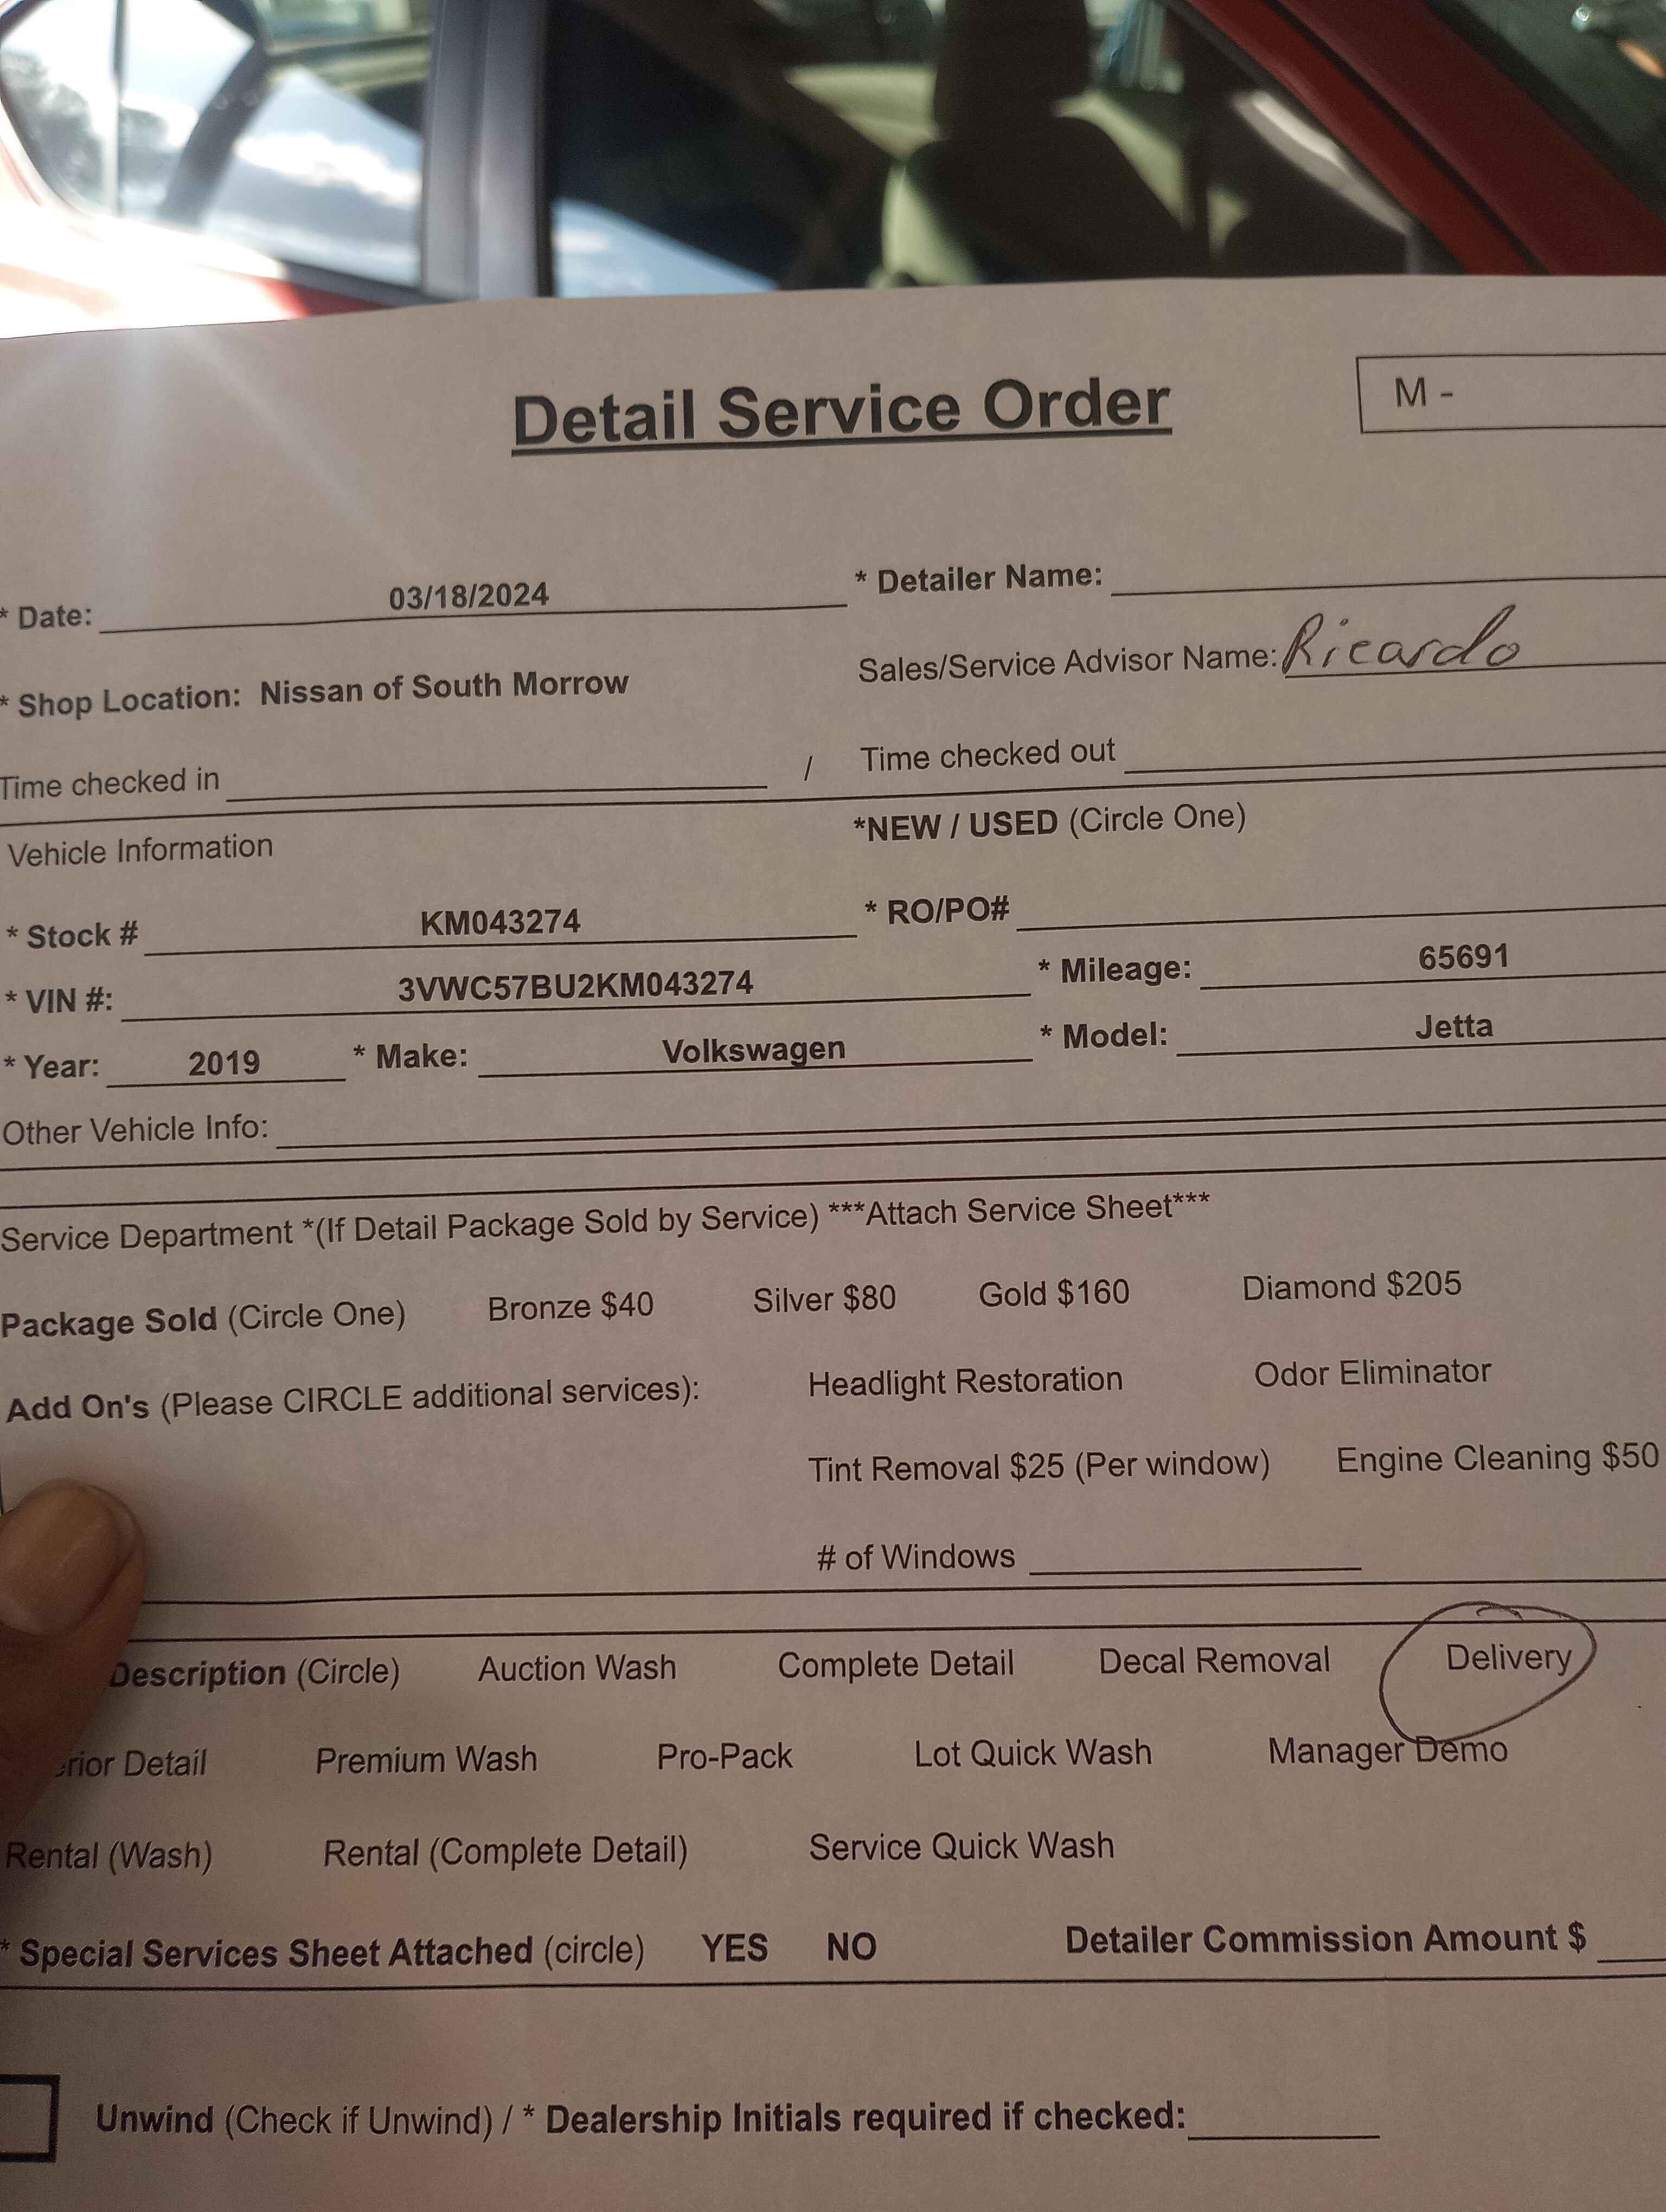 Detail Service Order
M -
* Date: 03/18/2024 * Detailer Name:
* Shop Location: Nissan of South Morrow Sales/Service Advisor Name: Ricardo
Time checked in / Time checked out
Vehicle Information *NEW / USED (Circle One)
* Stock # KM043274 * RO/PO#
* VIN #: 3VWC57BU2KM043274 * Mileage: 65691
* Year: 2019 * Make: Volkswagen * Model: Jetta
Other Vehicle Info:
Service Department *(If Detail Package Sold by Service) ***Attach Service Sheet***
Package Sold (Circle One) Bronze $40 Silver $80 Gold $160 Diamond $205
Add On's (Please CIRCLE additional services): Headlight Restoration Odor Eliminator
Tint Removal $25 (Per window) Engine Cleaning $50
# of Windows
Description (Circle) Auction Wash Complete Detail Decal Removal Delivery
Detail Premium Wash Pro-Pack Lot Quick Wash Manager Demo
Rental (Wash) Rental (Complete Detail) Service Quick Wash
* Special Services Sheet Attached (circle) YES NO Detailer Commission Amount $
Unwind (Check if Unwind) / * Dealership Initials required if checked: